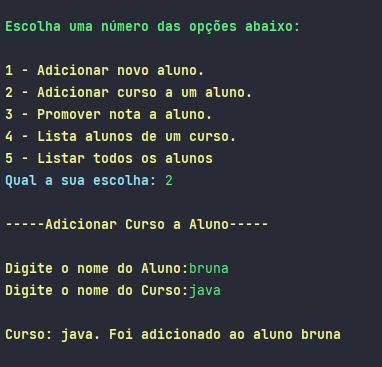 Escolha uma número das opções abaixo:
1 - Adicionar novo aluno.
2 - Adicionar curso a um aluno.
3 - Promover nota a aluno.
4 - Lista alunos de um curso.
5 - Listar todos os alunos
Qual a sua escolha: 2
-----Adicionar Curso a Aluno-----
Digite o nome do Aluno:bruna
Digite o nome do Curso:java
Curso: java. Foi adicionado ao aluno bruna